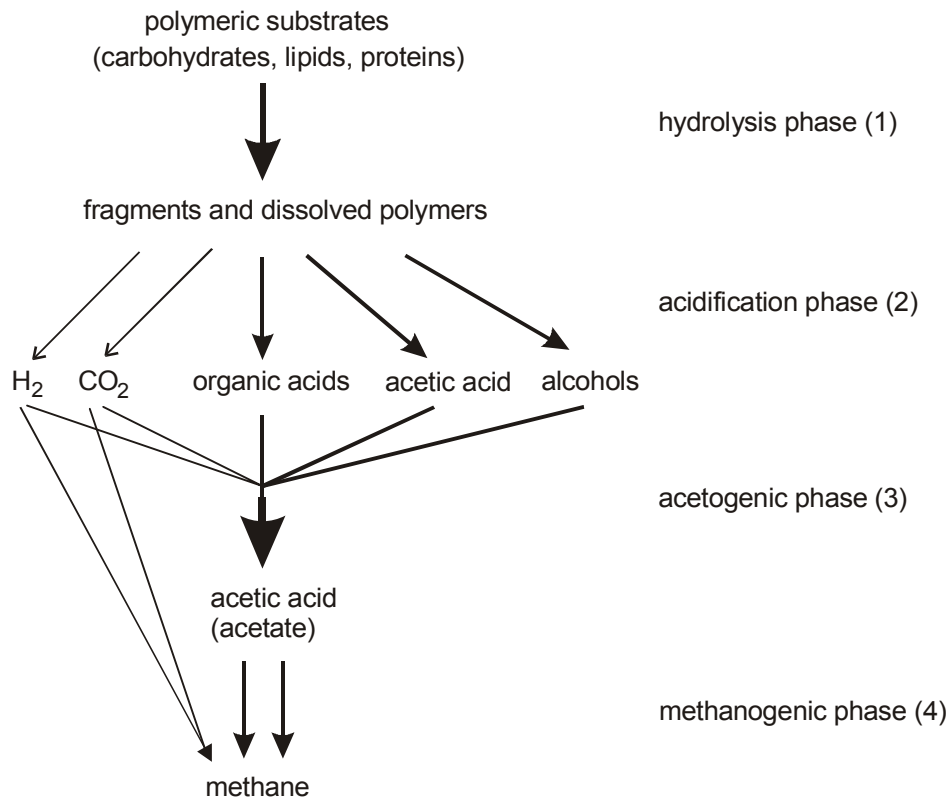 polymeric substrates
(carbohydrates, lipids, proteins)
hydrolysis phase (1)
fragments and dissolved polymers
acidification phase (2)
H2 CO2 organic acids acetic acid alcohols
acetogenic phase (3)
acetic acid
(acetate)
methanogenic phase (4)
methane